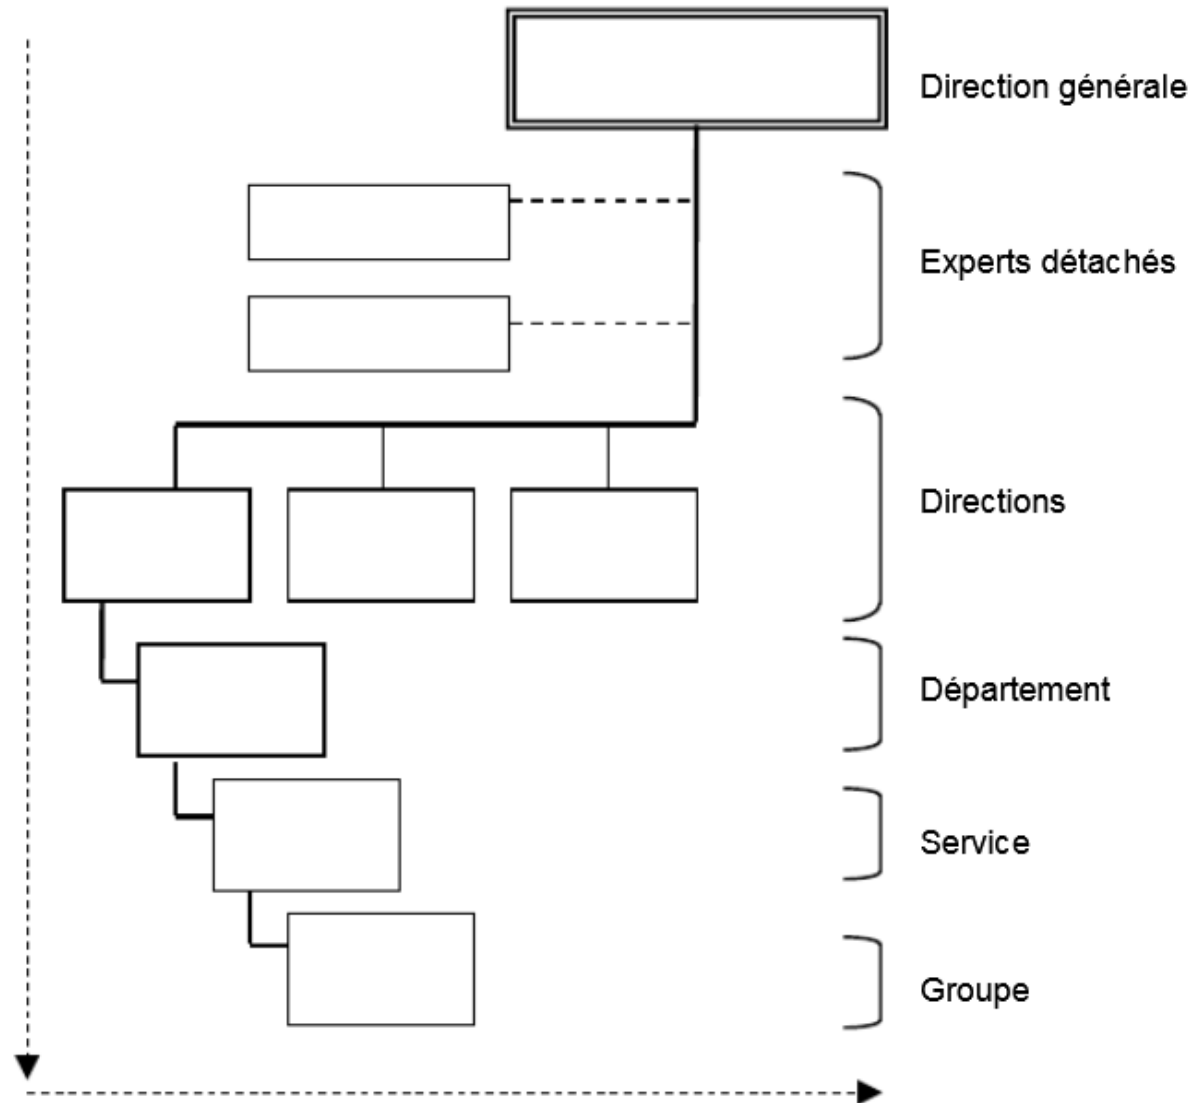 Direction générale
Experts détachés
Directions
Département
Service
Groupe